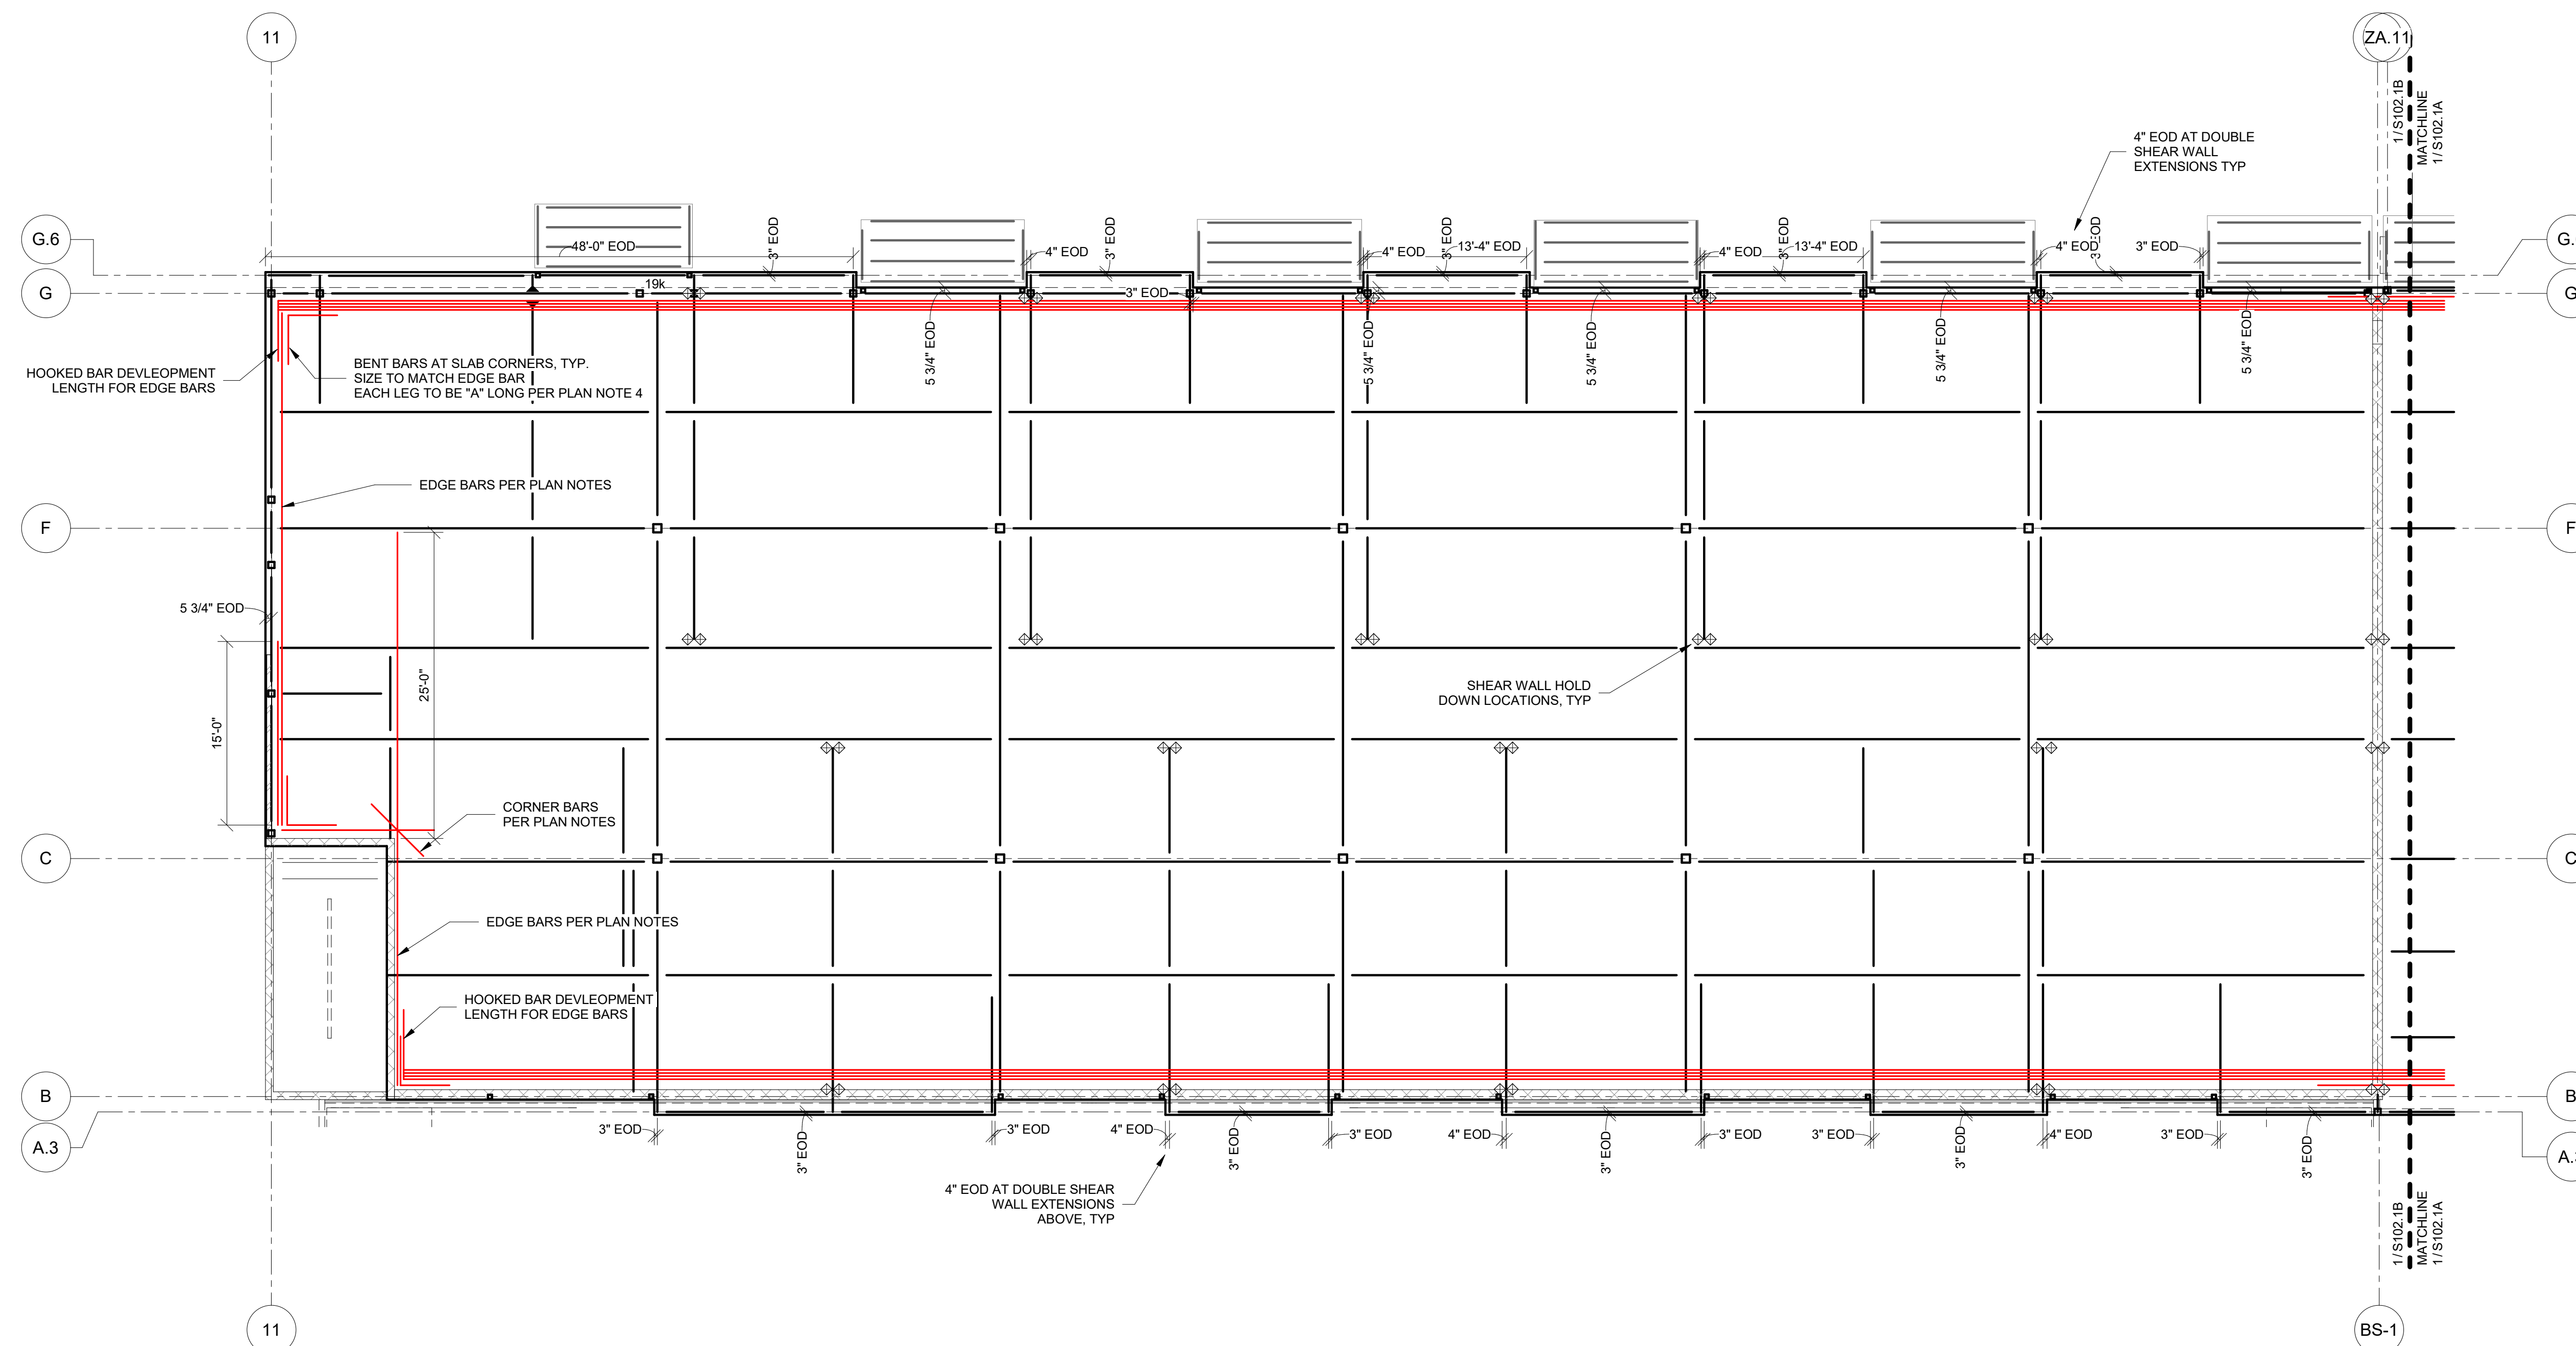 11
ZA.11
1 / S102.1B
MATCHLINE
1 / S102.1A
4" EOD AT DOUBLE
SHEAR WALL
EXTENSIONS TYP
G.6
48'-0" EOD
3" EOD
4" EOD
3" EOD
4" EOD
3" EOD
13'-4" EOD
4" EOD
3" EOD
13'-4" EOD
4" EOD
3" EOD
3" EOD
G
19k
3" EOD
G
5 3/4" EOD
5 3/4" EOD
5 3/4" EOD
5 3/4" EOD
5 3/4" EOD
HOOKED BAR DEVLEOPMENT
LENGTH FOR EDGE BARS
BENT BARS AT SLAB CORNERS, TYP.
SIZE TO MATCH EDGE BAR
EACH LEG TO BE "A" LONG PER PLAN NOTE 4
EDGE BARS PER PLAN NOTES
F
F
5 3/4" EOD
25'-0"
15'-0"
SHEAR WALL HOLD
DOWN LOCATIONS, TYP
CORNER BARS
PER PLAN NOTES
C
C
EDGE BARS PER PLAN NOTES
HOOKED BAR DEVLEOPMENT
LENGTH FOR EDGE BARS
B
B
A.3
3" EOD
3" EOD
3" EOD
4" EOD
3" EOD
3" EOD
4" EOD
3" EOD
3" EOD
3" EOD
3" EOD
4" EOD
3" EOD
3" EOD
4" EOD AT DOUBLE SHEAR
WALL EXTENSIONS
ABOVE, TYP
1 / S102.1B
MATCHLINE
1 / S102.1A
11
BS-1